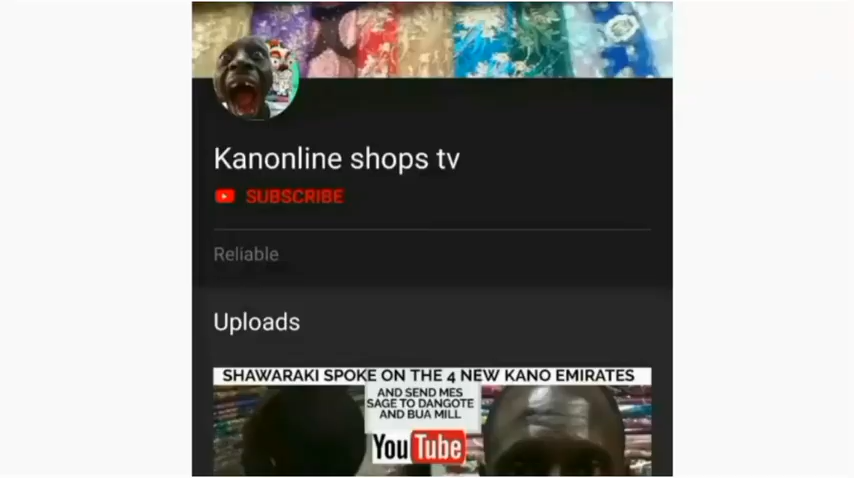 Kanonline shops tv
SUBSCRIBE
Reliable
Uploads
SHAWARAKI SPOKE ON THE 4 NEW KANO EMIRATES
AND SEND MES
SAGE TO DANGOTE
AND BUA MILL
YouTube